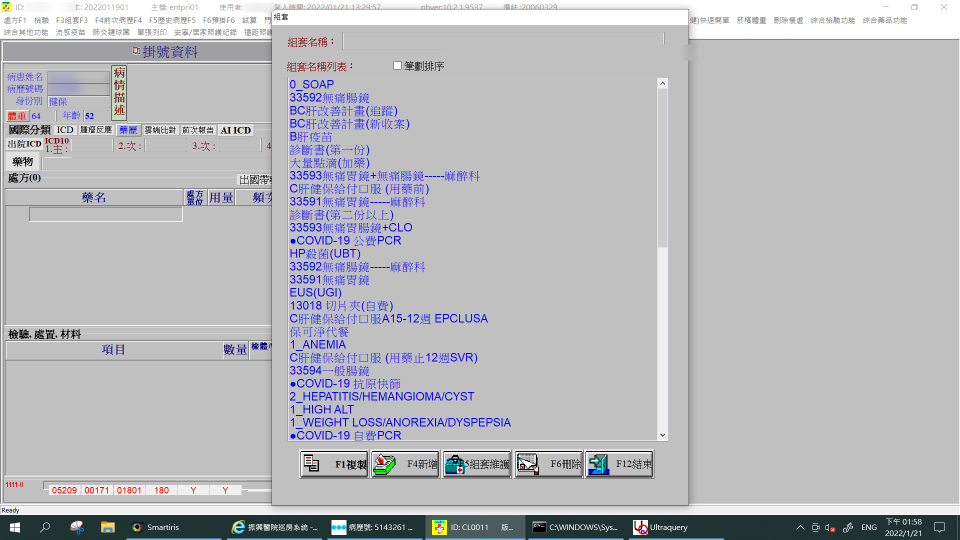 主機: entpri01 使用者:
登入時間: 2022/01/21 13:29:57 pbver:10.2.1.9537 備註 :20060329
ID:
2022011901
處方F1 檢驗 F3組套F3 F4前次病歷F4 F5歷史病歷F5 F6預掛F6 試算
(健)快速開單 菸檳體重 刪除餐處 綜合檢驗功能 綜合藥品功能
綜合其他功能 流感疫苗 肺炎鏈球菌 單張列印 安寧/居家照護紀錄
組套
掛號資料
病患姓名
病歷號碼
身份別 健保
病情描述
體重 64 年齡 52
國際分類 ICD 腫瘤反應 藥歷 雲端比對 前次報告 AI ICD
出院ICD ICD10 1.主: 2.次: 3.次: 4
藥物
處方(0)
藥名 處方單位 用量
檢驗, 處置, 材料
項目 數量
組套名稱：
組套名稱列表： 筆劃排序
0_SOAP
33592無痛腸鏡
BC肝改善計畫(追蹤)
BC肝改善計畫(新收案)
B肝疫苗
診斷書(第一份)
大量點滴(加藥)
33593無痛胃鏡+無痛腸鏡-----麻醉科
C肝健保給付口服 (用藥前)
33591無痛胃鏡-----麻醉科
診斷書(第二份以上)
33593無痛胃腸鏡+CLO
●COVID-19 公費PCR
HP殺菌(UBT)
33592無痛腸鏡-----麻醉科
33591無痛胃鏡
EUS(UGI)
13018 切片夾(自費)
C肝健保給付口服A15-12週 EPCLUSA
保可淨代餐
1_ANEMIA
C肝健保給付口服 (用藥止12週SVR)
33594一般腸鏡
●COVID-19 抗原快篩
2_HEPATITIS/HEMANGIOMA/CYST
1_HIGH ALT
1_WEIGHT LOSS/ANOREXIA/DYSPEPSIA
●COVID-19 自費PCR
F1複製 F4新增 F5組套維護 F6刪除 F12結束
1111-0 05209 00171 01801 180 Y Y
Ready
Smartiris 振興醫院巡房系統 -... 病歷號: 5143261 ... ID: CL0011 版... C:\WINDOWS\Sys... Ultraquery
ENG 下午 01:58
2022/1/21